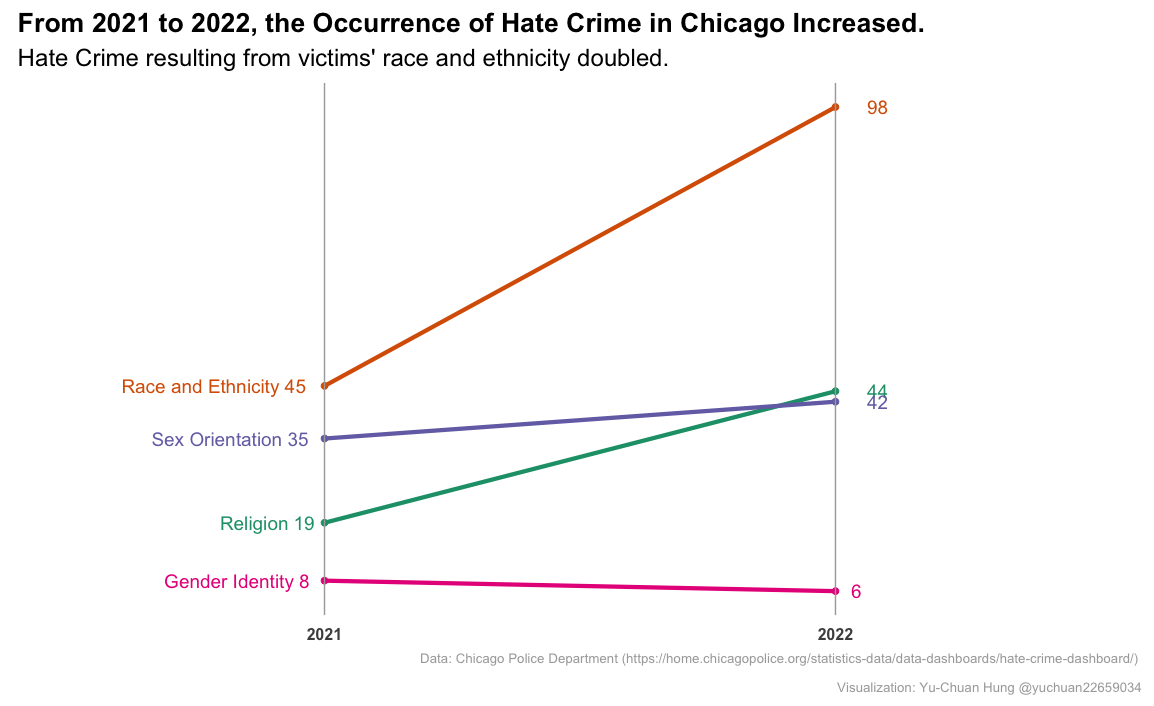 From 2021 to 2022, the Occurrence of Hate Crime in Chicago Increased.
Hate Crime resulting from victims' race and ethnicity doubled.
98
Race and Ethnicity 45
44
42
Sex Orientation 35
Religion 19
Gender Identity 8
6
2021 2022
Data: Chicago Police Department (https://home.chicagopolice.org/statistics-data/data-dashboards/hate-crime-dashboard/)
Visualization: Yu-Chuan Hung @yuchuan22659034